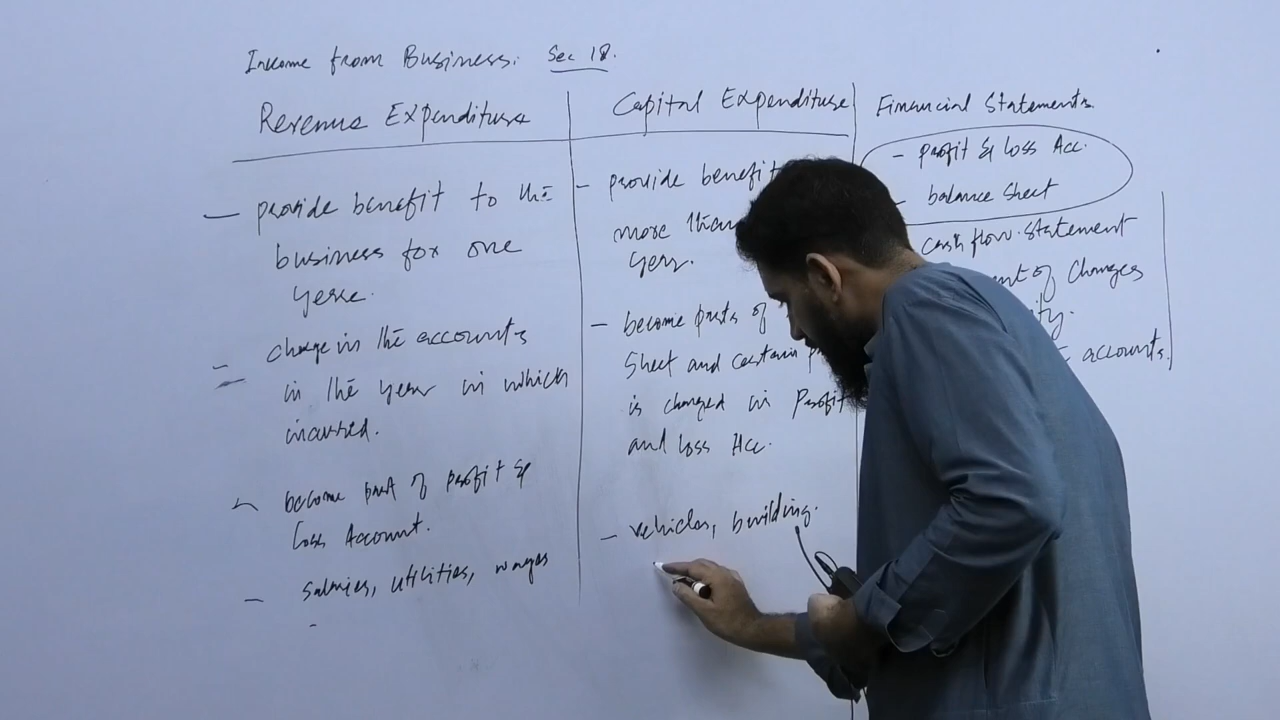 Income from Business. Sec 18.
Revenue Expenditure
- provide benefit to the
business for one
year.
- charge in the accounts
in the year in which
incurred.
- become part of profit &
loss Account.
- salaries, utilities, wages
Capital Expenditure
- provide benefit
more than
year.
- become parts of
Sheet and certain
is charged in Profit
and loss Acc.
- vehicles, building.
Financial Statements
- profit & loss Acc.
- balance Sheet
cash flow statement
of changes
accounts.